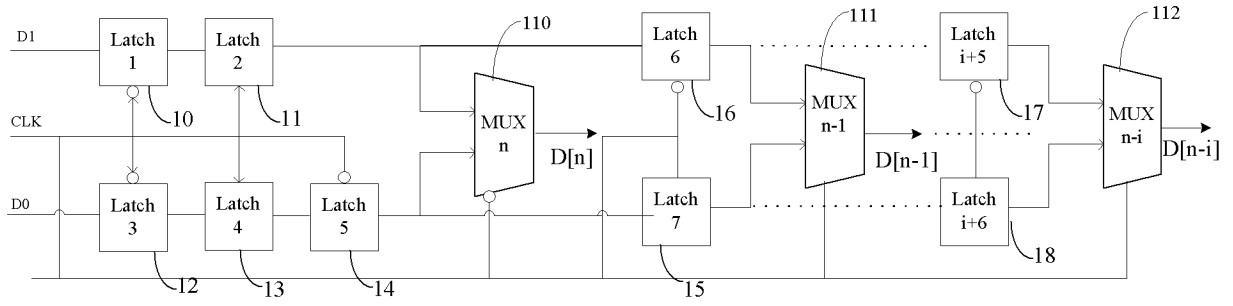 D1
Latch
1
10
Latch
2
11
110
MUX
n
D[n]
Latch
6
16
111
MUX
n-1
D[n-1]
Latch
i+5
17
112
MUX
n-i
D[n-i]
CLK
D0
Latch
3
12
Latch
4
13
Latch
5
14
Latch
7
15
Latch
i+6
18